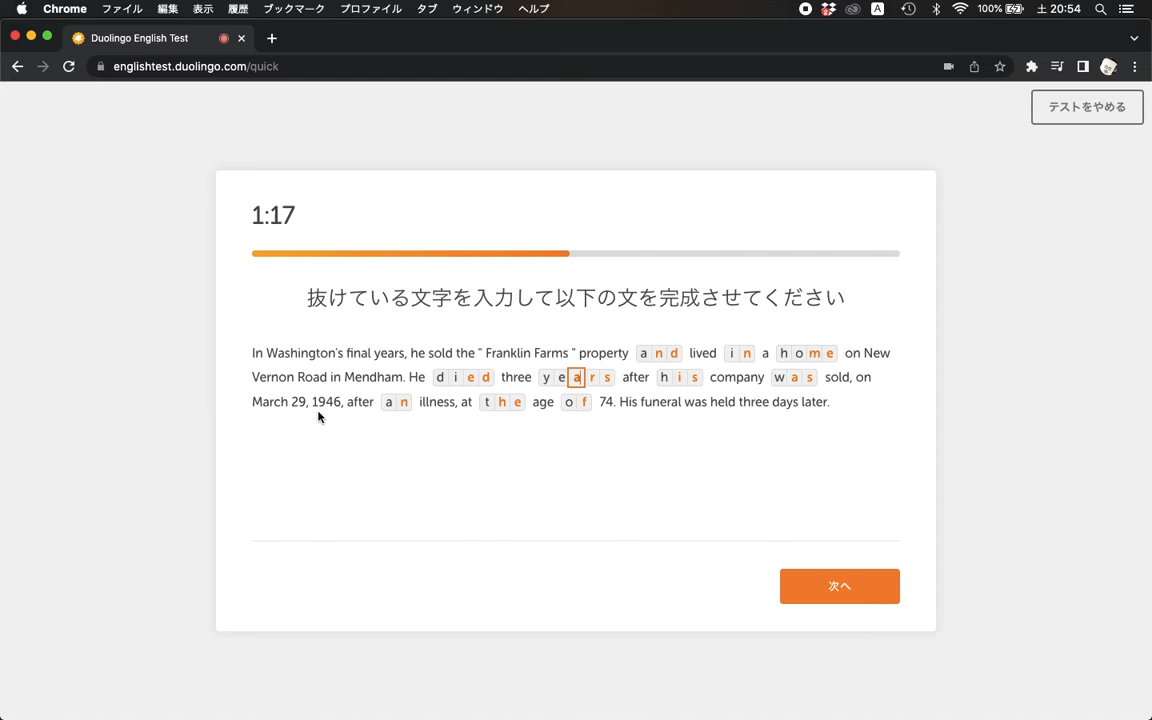 Chrome ファイル 編集 表示 履歴 ブックマーク プロファイル タブ ウィンドウ ヘルプ A 100% 土 20:54
Duolingo English Test
englishtest.duolingo.com/quick
テストをやめる
1:17
抜けている文字を入力して以下の文を完成させてください
In Washington's final years, he sold the " Franklin Farms " property and lived in a home on New
Vernon Road in Mendham. He died three years after his company was sold, on
March 29, 1946, after an illness, at the age of 74. His funeral was held three days later.
次へ